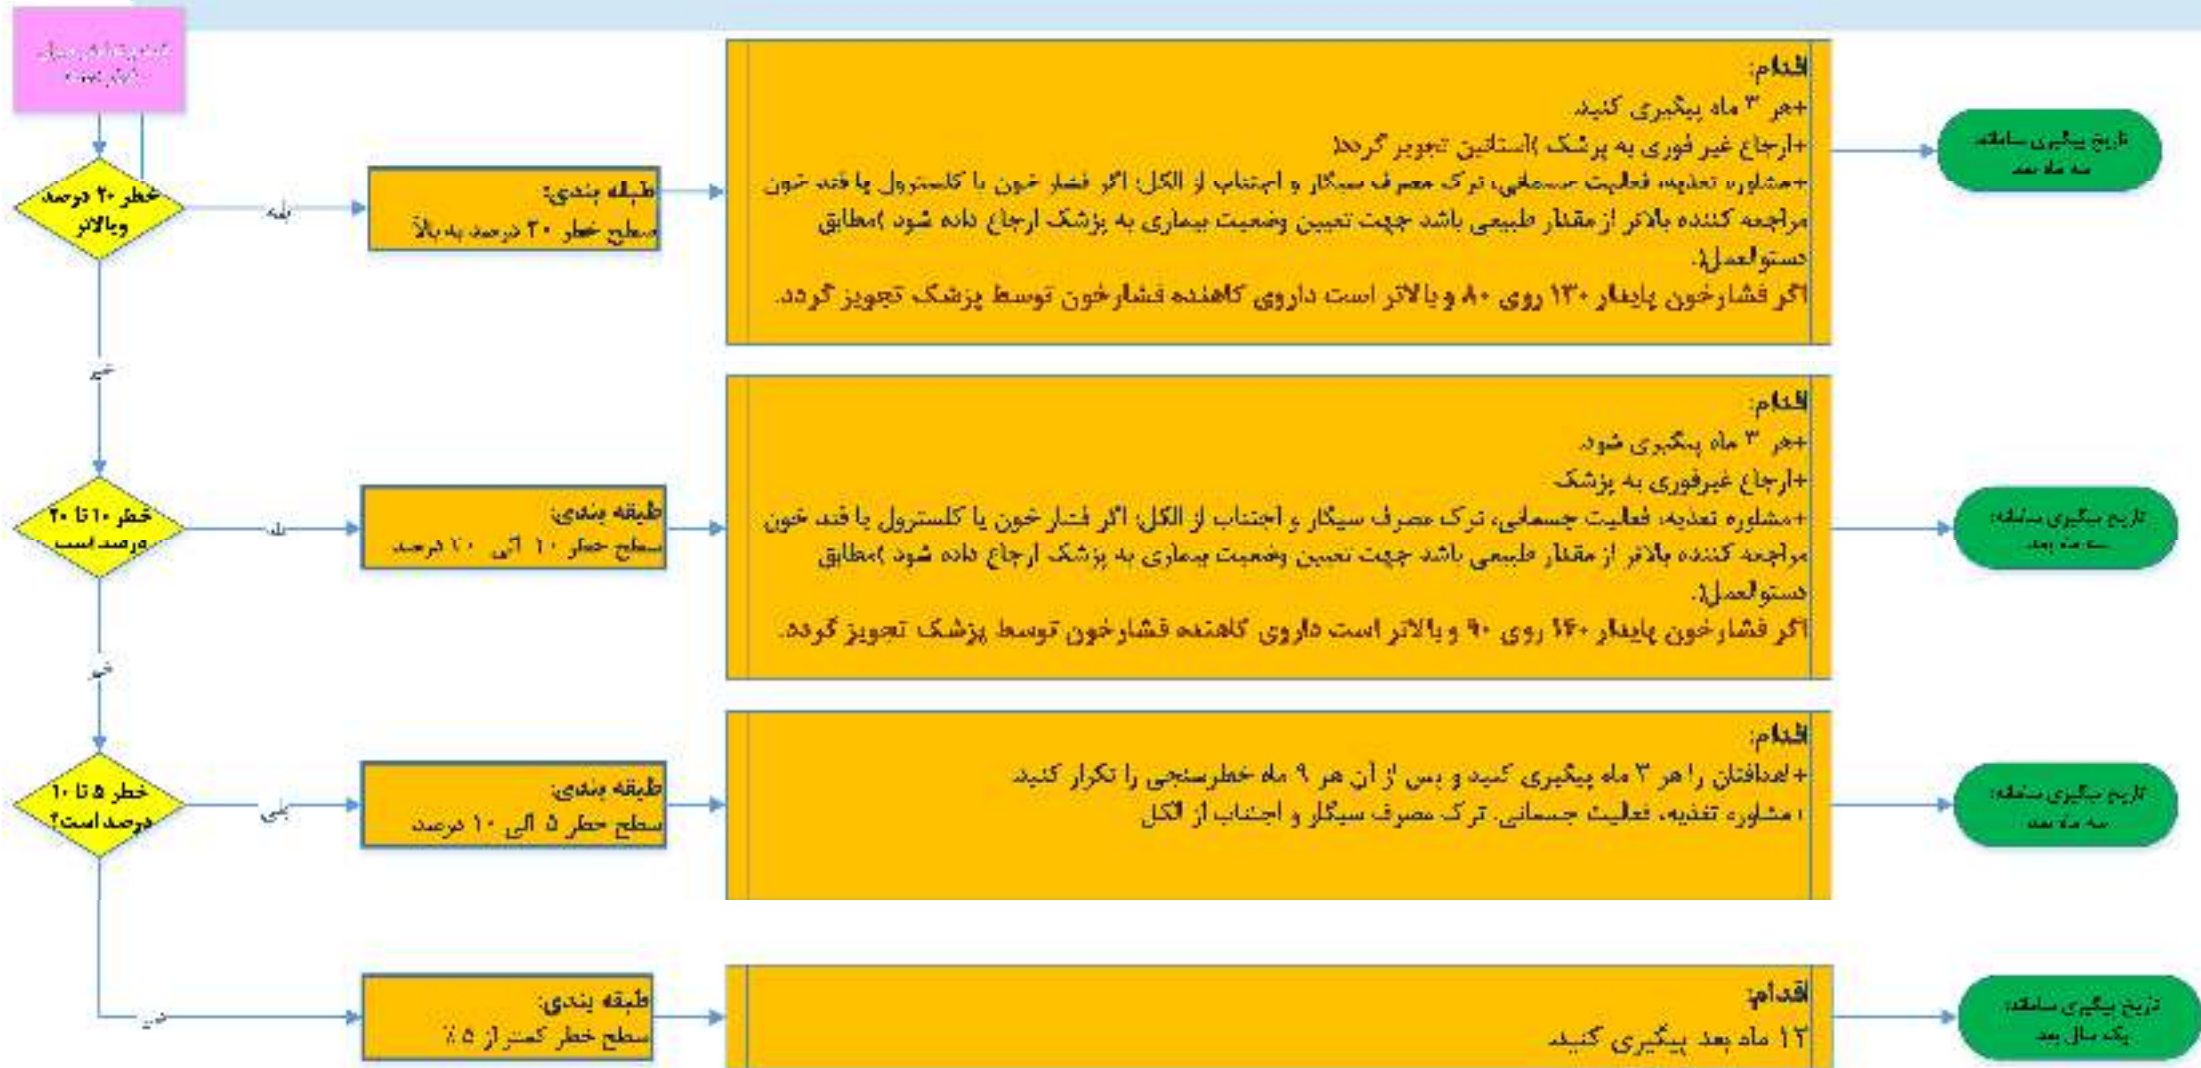 خطر ۲۰ درصد
وبالاتر
بله
طبقه بندی:
سطح خطر ۲۰ درصد به بالا
اقدام:
+هر ۳ ماه پیگیری کنید.
+ارجاع غیر فوری به پزشک )استاتین تجویز گردد(
+مشاوره تغذیه، فعالیت جسمانی، ترک مصرف سیگار و اجتناب از الکل؛ اگر فشار خون یا کلسترول یا قند خون
مراجعه کننده بالاتر از مقدار طبیعی باشد جهت تعیین وضعیت بیماری به پزشک ارجاع داده شود )مطابق
دستوالعمل(.
اگر فشارخون پایدار ۱۳۰ روی ۸۰ وبالاتر است داروی کاهنده فشارخون توسط پزشک تجویز گردد.
تاریخ پیگیری سامانه:
سه ماه بعد
خیر
خطر ۱۰ تا ۲۰
درصد است
بله
طبقه بندی:
سطح خطر ۱۰ الی ۲۰ درصد
اقدام:
+هر ۳ ماه پیگیری شود.
+ارجاع غیرفوری به پزشک
+مشاوره تغذیه، فعالیت جسمانی، ترک مصرف سیگار و اجتناب از الکل؛ اگر فشار خون یا کلسترول یا قند خون
مراجعه کننده بالاتر از مقدار طبیعی باشد جهت تعیین وضعیت بیماری به پزشک ارجاع داده شود )مطابق
دستوالعمل(.
اگر فشارخون پایدار ۱۴۰ روی ۹۰ وبالاتر است داروی کاهنده فشارخون توسط پزشک تجویز گردد.
تاریخ پیگیری سامانه:
سه ماه بعد
خیر
خطر ۵ تا ۱۰
درصد است؟
بلی
طبقه بندی:
سطح خطر ۵ الی ۱۰ درصد
اقدام:
+اهدافتان را هر ۳ ماه پیگیری کنید و پس از آن هر ۹ ماه خطرسنجی را تکرار کنید.
+مشاوره تغذیه، فعالیت جسمانی، ترک مصرف سیگار و اجتناب از الکل
تاریخ پیگیری سامانه:
سه ماه بعد
طبقه بندی:
سطح خطر کمتر از ۵٪
اقدام:
۱۲ ماه بعد پیگیری کنید.
تاریخ پیگیری سامانه:
یک سال بعد